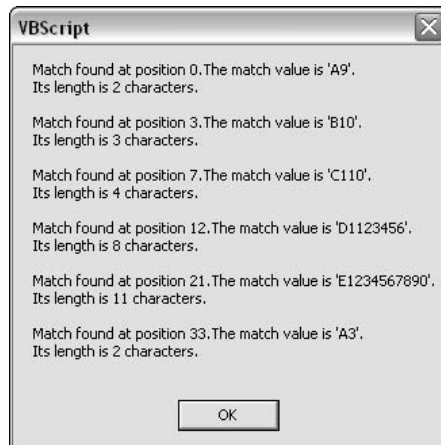 VBScript
Match found at position 0.The match value is 'A9'.
Its length is 2 characters.
Match found at position 3.The match value is 'B10'.
Its length is 3 characters.
Match found at position 7.The match value is 'C110'.
Its length is 4 characters.
Match found at position 12.The match value is 'D1123456'.
Its length is 8 characters.
Match found at position 21.The match value is 'E1234567890'.
Its length is 11 characters.
Match found at position 33.The match value is 'A3'.
Its length is 2 characters.
OK